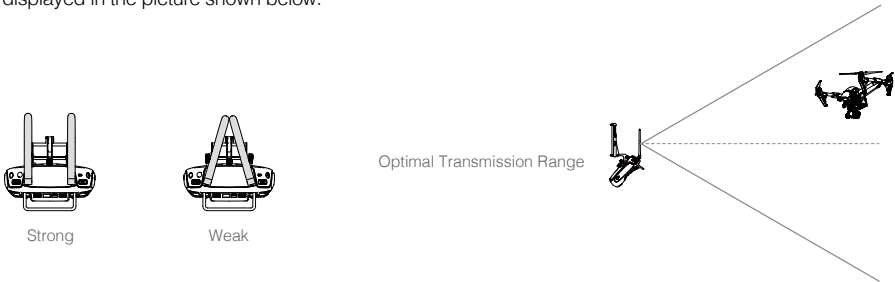 displayed in the picture shown below.
Optimal Transmission Range
Strong
Weak